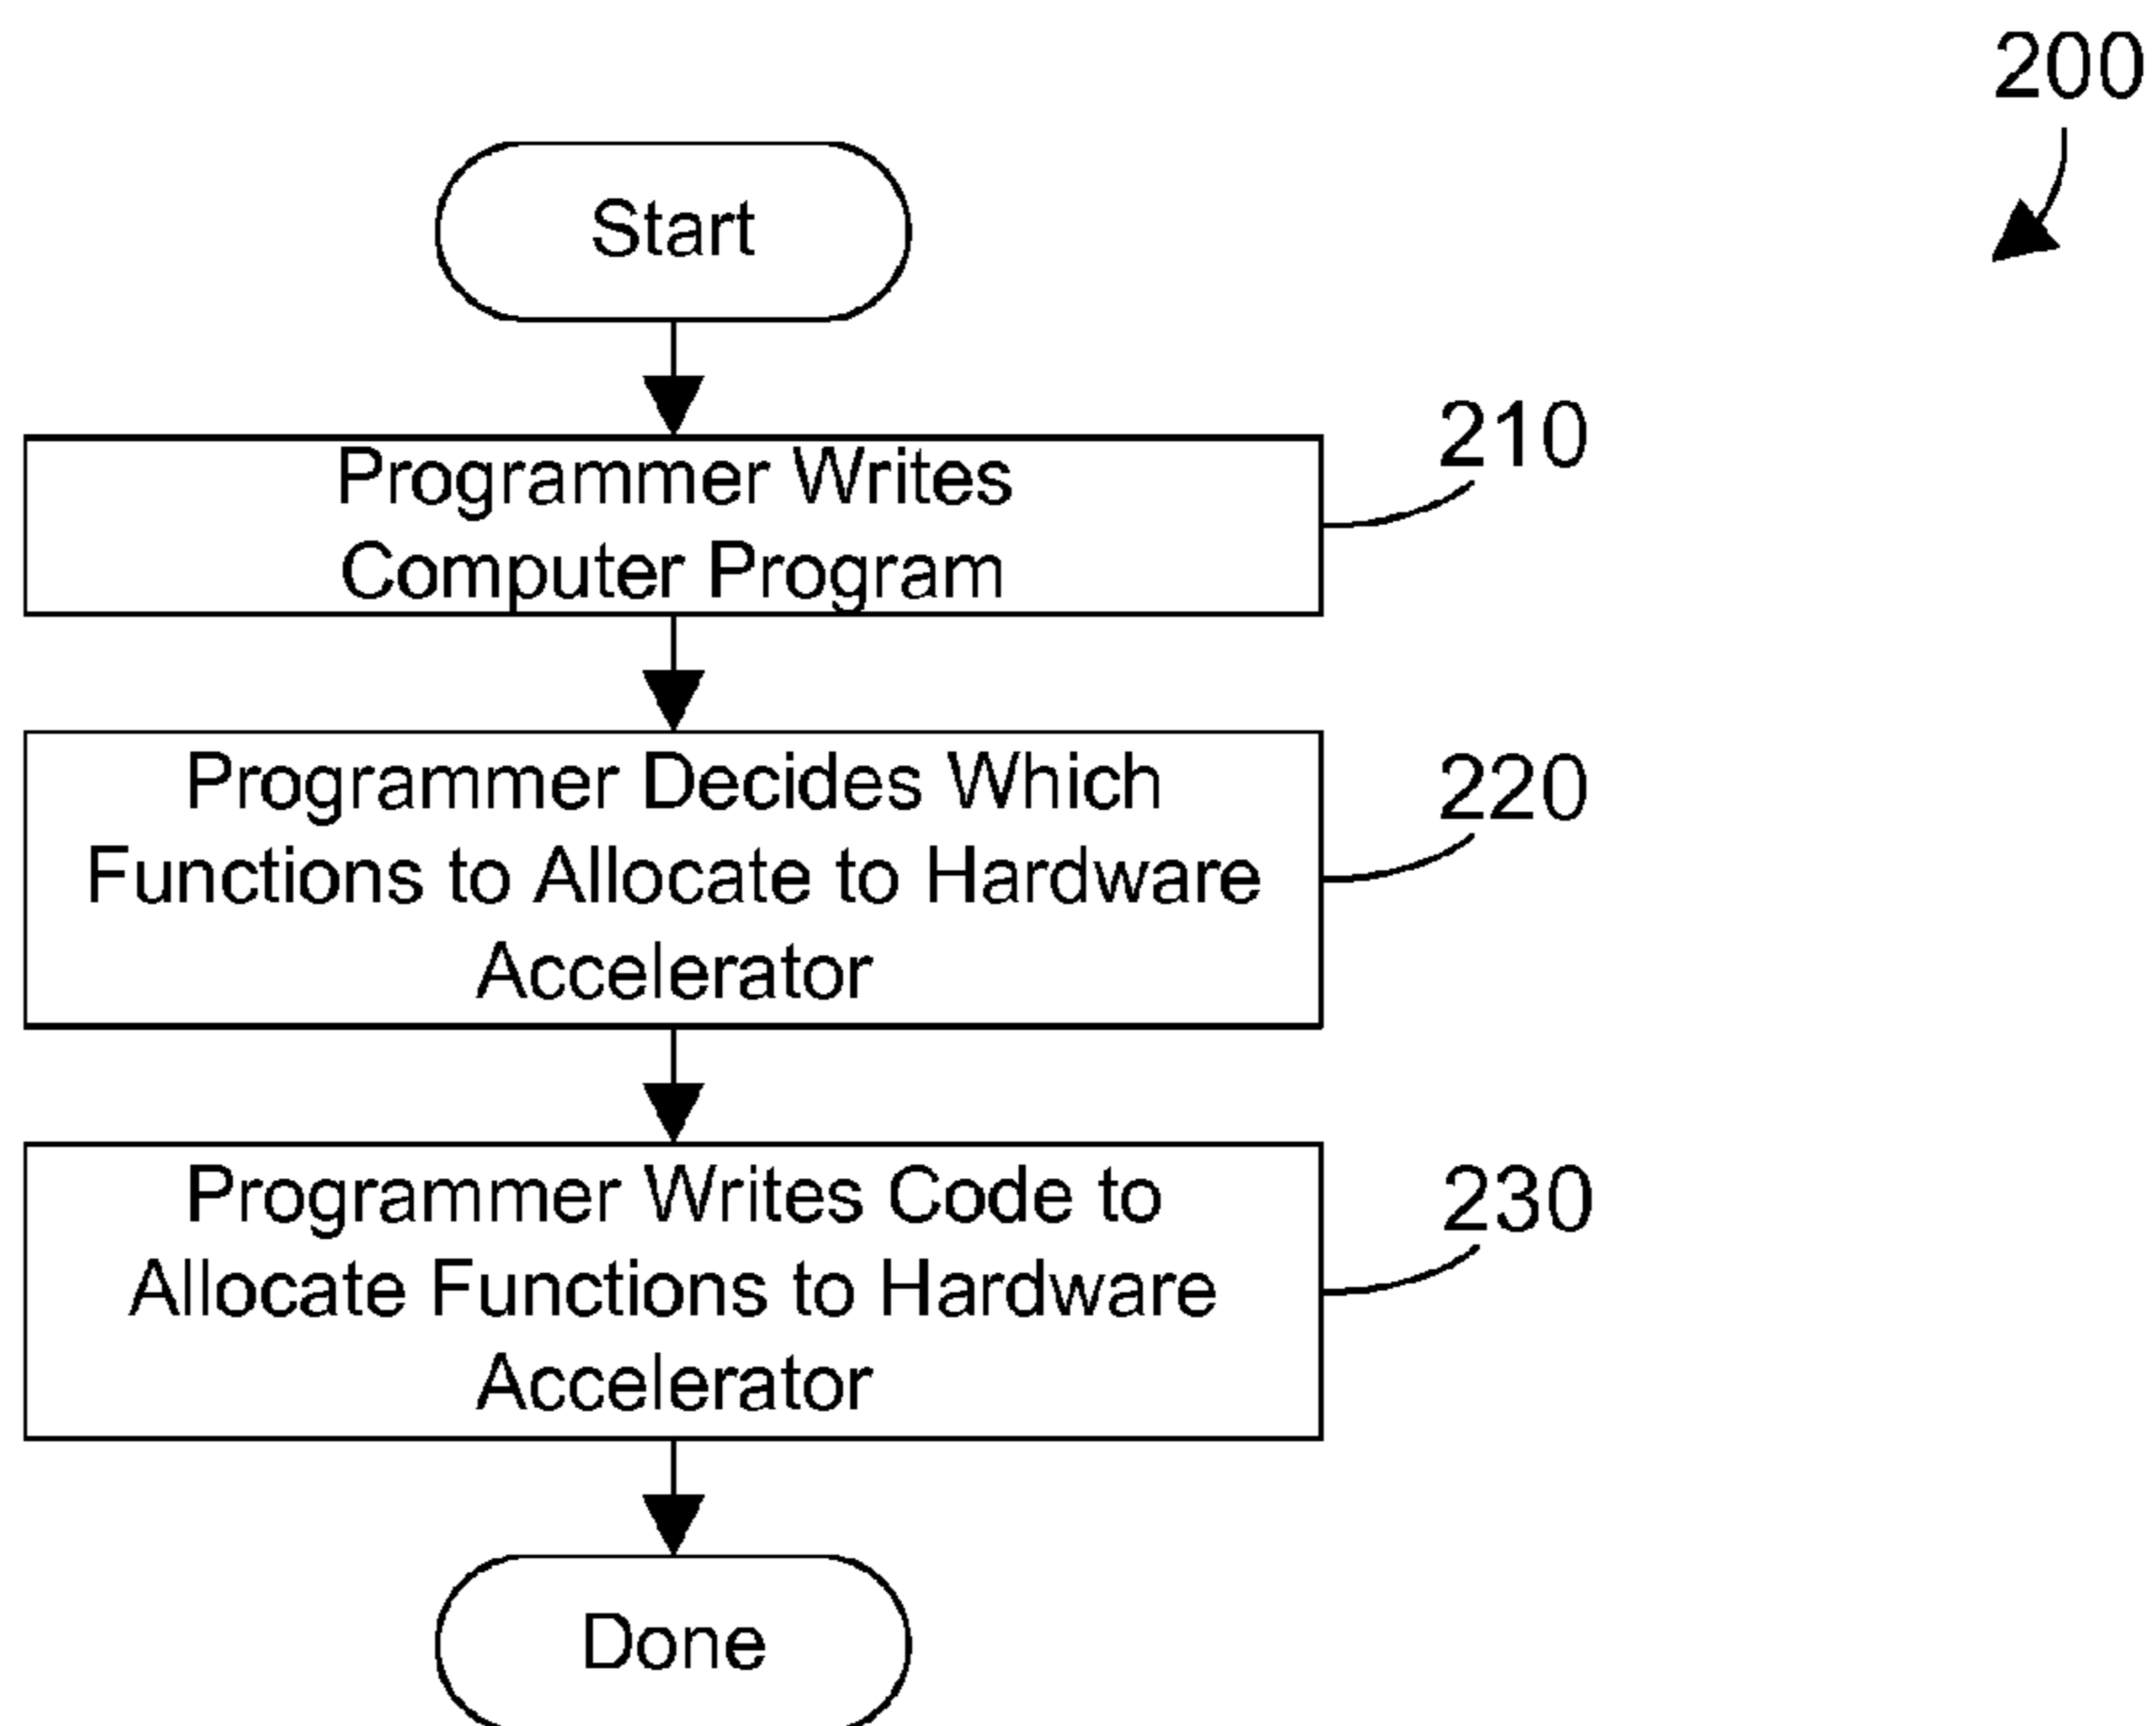 200
Start
Programmer Writes
Computer Program
210
Programmer Decides Which
Functions to Allocate to Hardware
Accelerator
220
Programmer Writes Code to
Allocate Functions to Hardware
Accelerator
230
Done